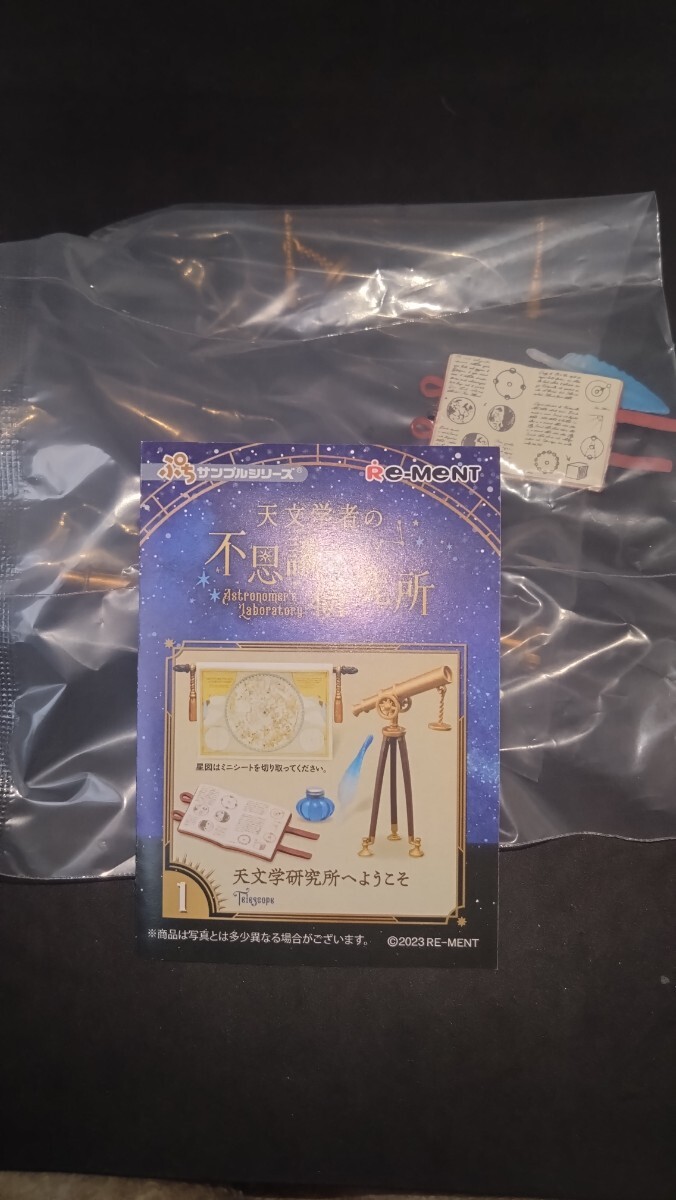 ぷちサンプルシリーズ®
Re-MeNT
天文学者の
不思議研究所
Astronomer's
Laboratory
星図はミニシートを切り取ってください。
1
天文学研究所へようこそ
Telescope
※商品は写真とは多少異なる場合がございます。
©2023 RE-MENT